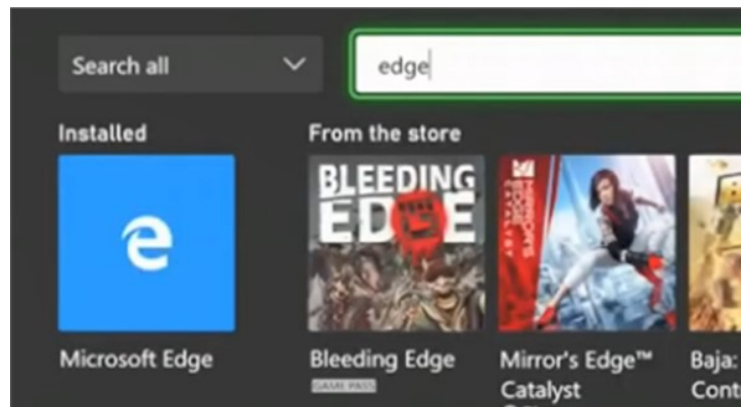 Search all
edge
Installed
From the store
e
BLEEDING
EDGE
MIRROR'S
EDGE
CATALYST
Microsoft Edge
Bleeding Edge
GAME PASS
Mirror's Edge™
Catalyst
Baja:
Cont